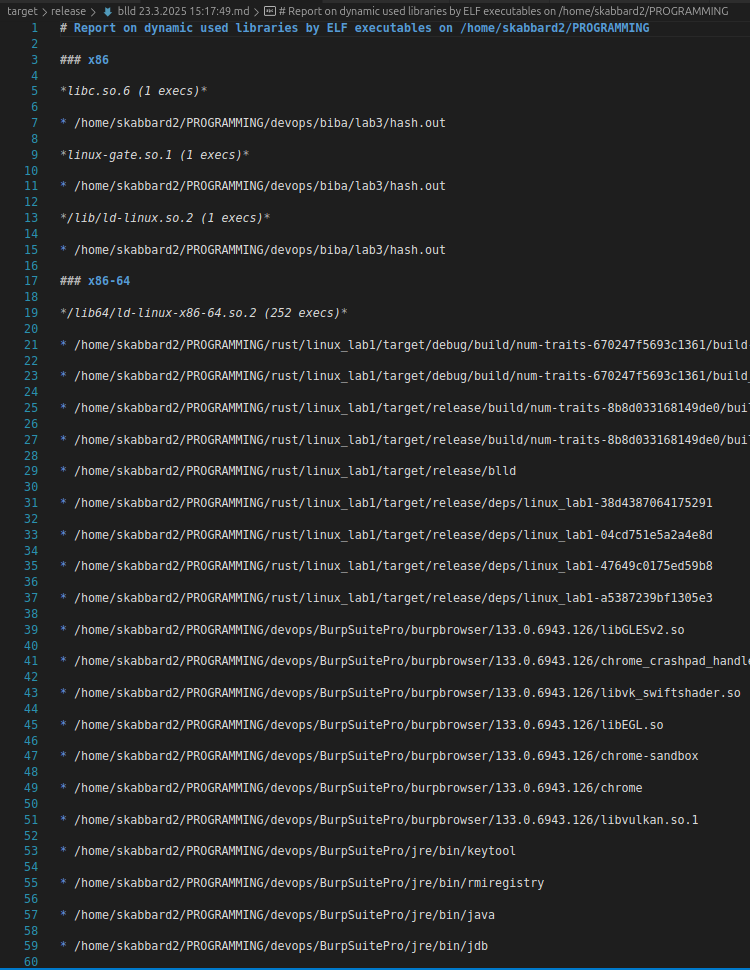 target > release > blld 23.3.2025 15:17:49.md > # Report on dynamic used libraries by ELF executables on /home/skabbard2/PROGRAMMING
1 # Report on dynamic used libraries by ELF executables on /home/skabbard2/PROGRAMMING
2
3 ### x86
4
5 *libc.so.6 (1 execs)*
6
7 * /home/skabbard2/PROGRAMMING/devops/biba/lab3/hash.out
8
9 *linux-gate.so.1 (1 execs)*
10
11 * /home/skabbard2/PROGRAMMING/devops/biba/lab3/hash.out
12
13 */lib/ld-linux.so.2 (1 execs)*
14
15 * /home/skabbard2/PROGRAMMING/devops/biba/lab3/hash.out
16
17 ### x86-64
18
19 */lib64/ld-linux-x86-64.so.2 (252 execs)*
20
21 * /home/skabbard2/PROGRAMMING/rust/linux_lab1/target/debug/build/num-traits-670247f5693c1361/build
22
23 * /home/skabbard2/PROGRAMMING/rust/linux_lab1/target/debug/build/num-traits-670247f5693c1361/build_
24
25 * /home/skabbard2/PROGRAMMING/rust/linux_lab1/target/release/build/num-traits-8b8d033168149de0/bui
26
27 * /home/skabbard2/PROGRAMMING/rust/linux_lab1/target/release/build/num-traits-8b8d033168149de0/bui
28
29 * /home/skabbard2/PROGRAMMING/rust/linux_lab1/target/release/blld
30
31 * /home/skabbard2/PROGRAMMING/rust/linux_lab1/target/release/deps/linux_lab1-38d4387064175291
32
33 * /home/skabbard2/PROGRAMMING/rust/linux_lab1/target/release/deps/linux_lab1-04cd751e5a2a4e8d
34
35 * /home/skabbard2/PROGRAMMING/rust/linux_lab1/target/release/deps/linux_lab1-47649c0175ed59b8
36
37 * /home/skabbard2/PROGRAMMING/rust/linux_lab1/target/release/deps/linux_lab1-a5387239bf1305e3
38
39 * /home/skabbard2/PROGRAMMING/devops/BurpSuitePro/burpbrowser/133.0.6943.126/libGLESv2.so
40
41 * /home/skabbard2/PROGRAMMING/devops/BurpSuitePro/burpbrowser/133.0.6943.126/chrome_crashpad_handle
42
43 * /home/skabbard2/PROGRAMMING/devops/BurpSuitePro/burpbrowser/133.0.6943.126/libvk_swiftshader.so
44
45 * /home/skabbard2/PROGRAMMING/devops/BurpSuitePro/burpbrowser/133.0.6943.126/libEGL.so
46
47 * /home/skabbard2/PROGRAMMING/devops/BurpSuitePro/burpbrowser/133.0.6943.126/chrome-sandbox
48
49 * /home/skabbard2/PROGRAMMING/devops/BurpSuitePro/burpbrowser/133.0.6943.126/chrome
50
51 * /home/skabbard2/PROGRAMMING/devops/BurpSuitePro/burpbrowser/133.0.6943.126/libvulkan.so.1
52
53 * /home/skabbard2/PROGRAMMING/devops/BurpSuitePro/jre/bin/keytool
54
55 * /home/skabbard2/PROGRAMMING/devops/BurpSuitePro/jre/bin/rmiregistry
56
57 * /home/skabbard2/PROGRAMMING/devops/BurpSuitePro/jre/bin/java
58
59 * /home/skabbard2/PROGRAMMING/devops/BurpSuitePro/jre/bin/jdb
60